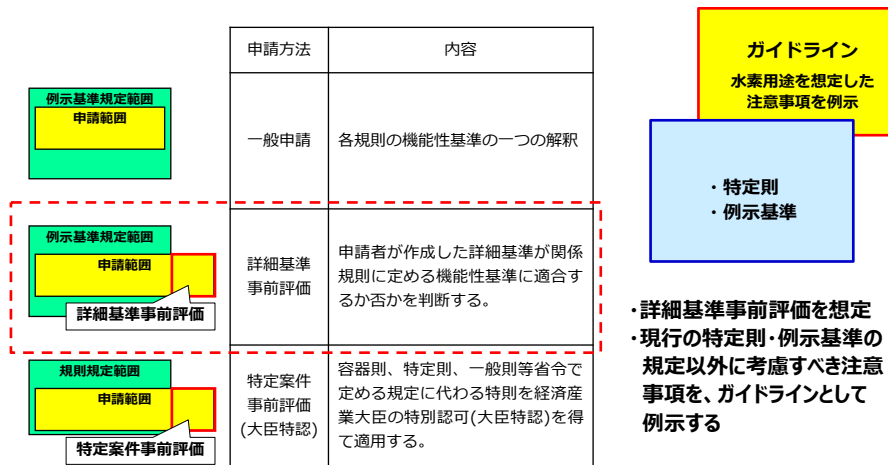 申請方法
内容
例示基準規定範囲
申請範囲
一般申請
各規則の機能性基準の一つの解釈
例示基準規定範囲
申請範囲
詳細基準事前評価
詳細基準
事前評価
申請者が作成した詳細基準が関係
規則に定める機能性基準に適合す
るか否かを判断する。
規則規定範囲
申請範囲
特定案件事前評価
特定案件
事前評価
(大臣特認)
容器則、特定則、一般則等省令で
定める規定に代わる特則を経済産
業大臣の特別認可(大臣特認)を得
て適用する。
ガイドライン
水素用途を想定した
注意事項を例示
・特定則
・例示基準
・詳細基準事前評価を想定
・現行の特定則・例示基準の
規定以外に考慮すべき注意
事項を、ガイドラインとして
例示する